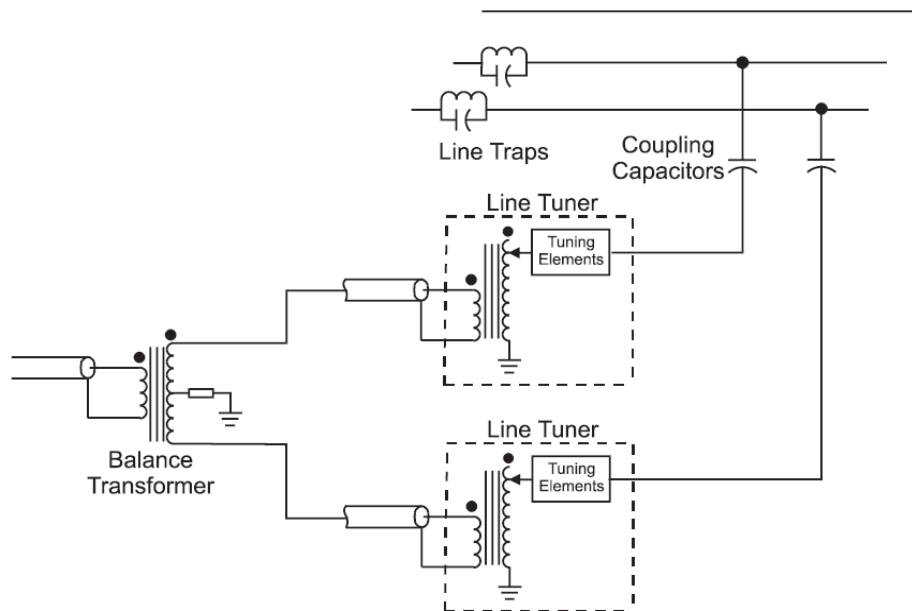 Line Traps
Coupling
Capacitors
Line Tuner
Tuning
Elements
Balance
Transformer
Line Tuner
Tuning
Elements